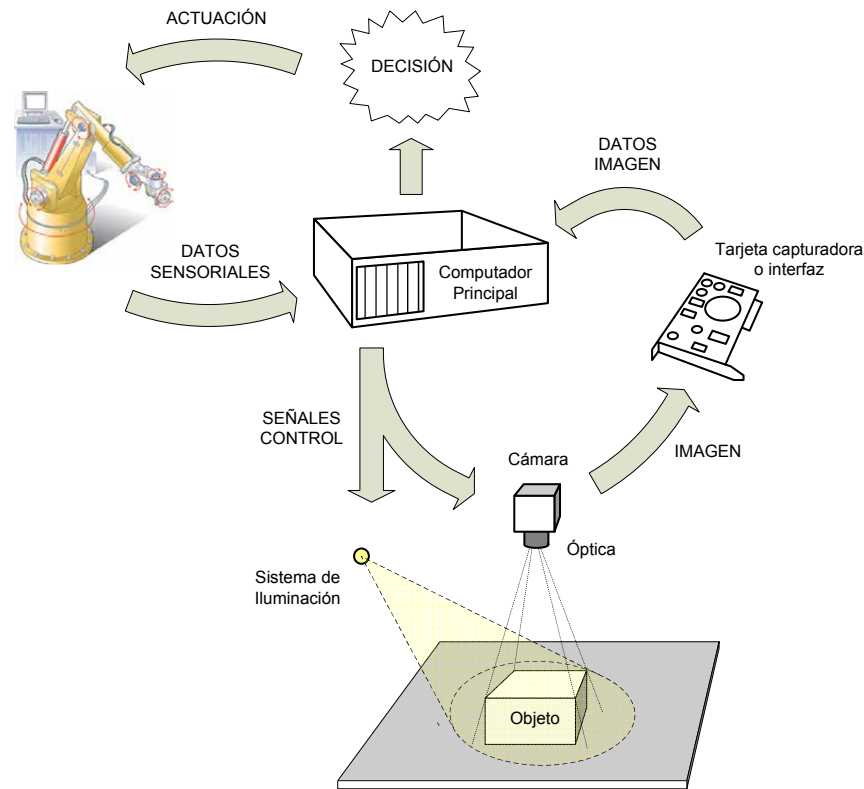 ACTUACIÓN
DECISIÓN
DATOS
IMAGEN
DATOS
SENSORIALES
Computador
Principal
Tarjeta capturadora
o interfaz
SEÑALES
CONTROL
Cámara
IMAGEN
Óptica
Sistema de
Iluminación
Objeto